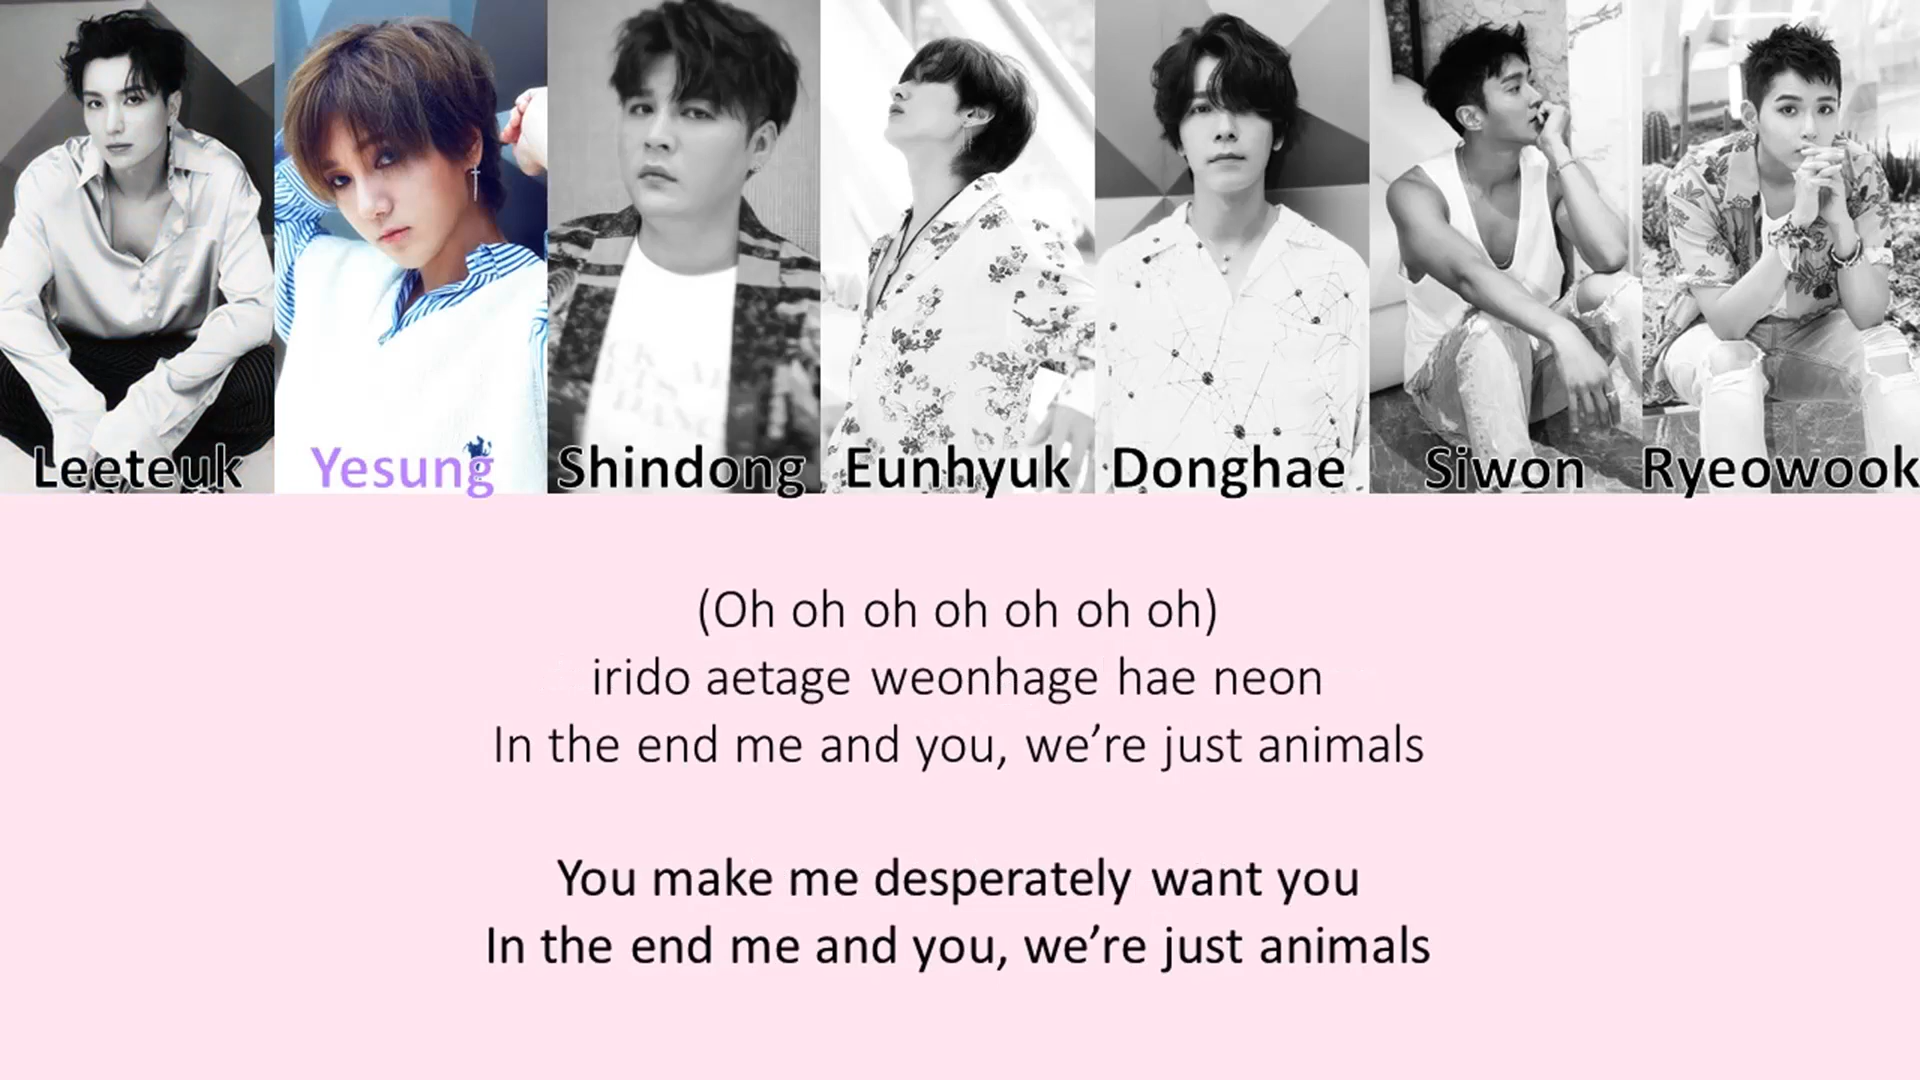 Leeteuk Yesung Shindong Eunhyuk Donghae Siwon Ryeowook
(Oh oh oh oh oh oh oh)
irido aetage weonhage hae neon
In the end me and you, we’re just animals
You make me desperately want you
In the end me and you, we’re just animals